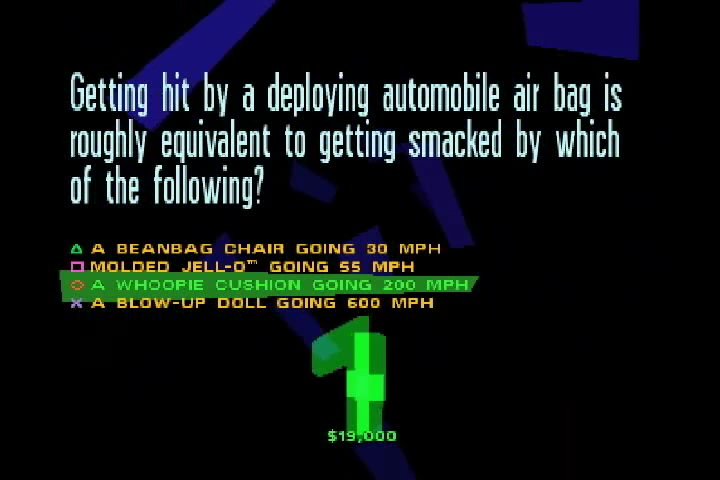 Getting hit by a deploying automobile air bag is
roughly equivalent to getting smacked by which
of the following?
A BEANBAG CHAIR GOING 30 MPH
MOLDED JELL-O™ GOING 55 MPH
A WHOOPIE CUSHION GOING 200 MPH
A BLOW-UP DOLL GOING 600 MPH
1
$19,000